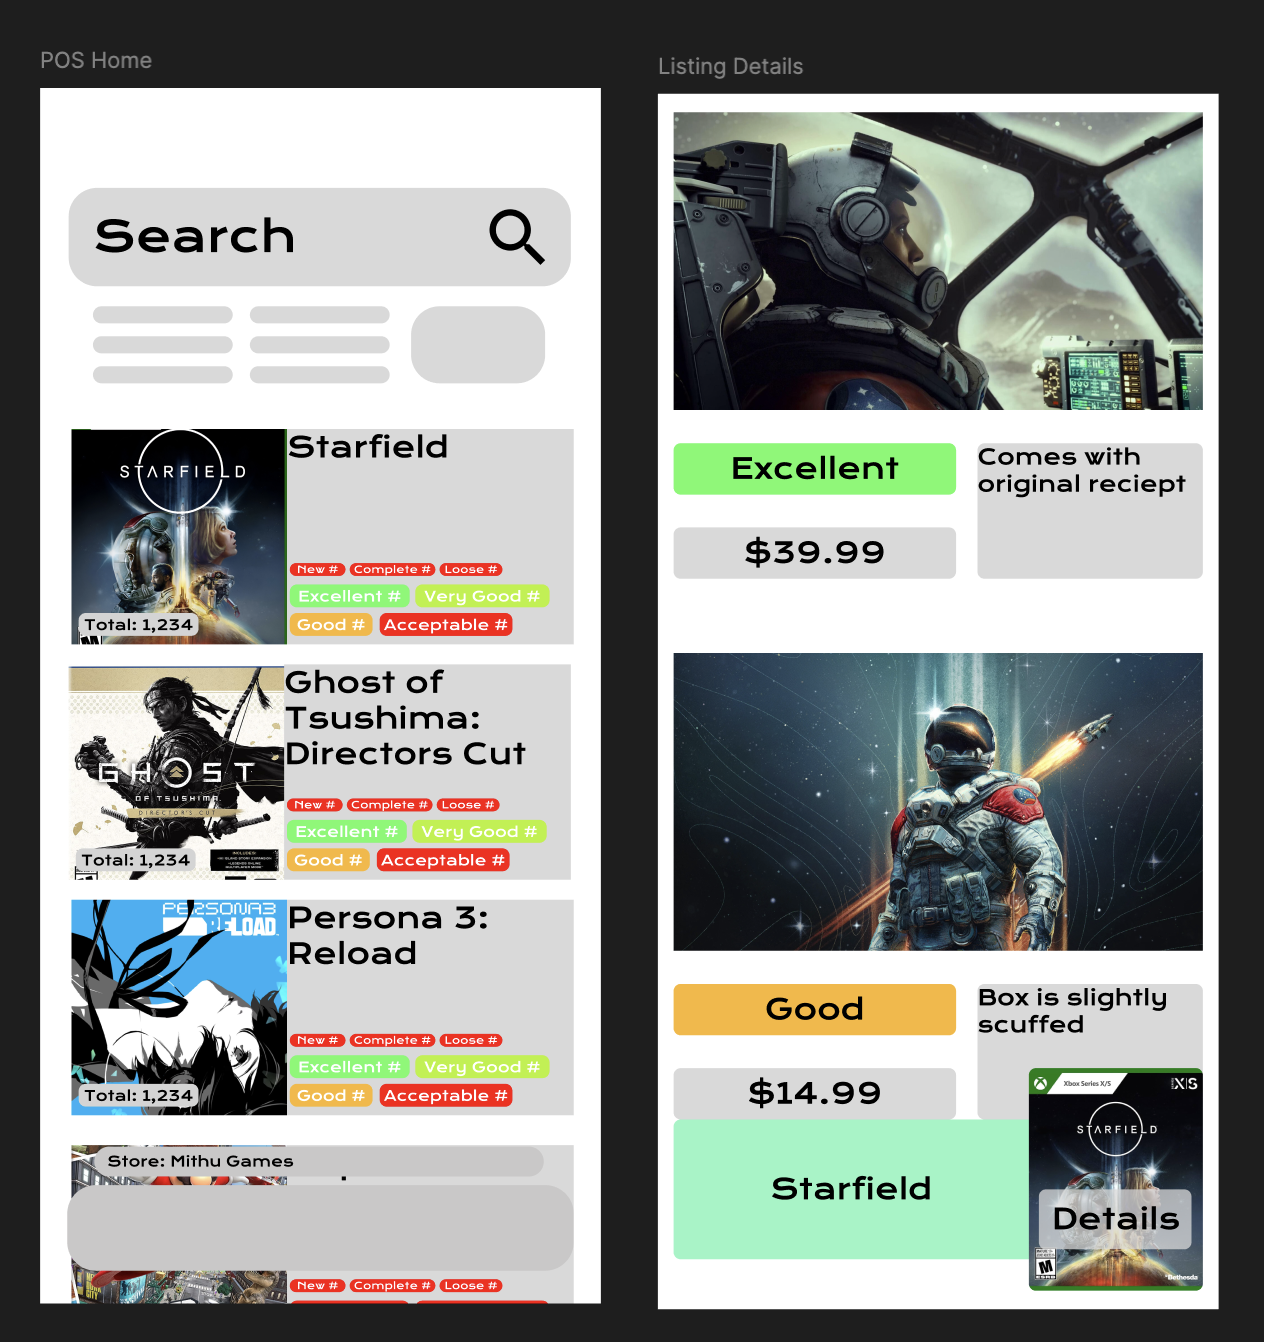 POS Home
Search
STARFIELD
Total: 1,234
Starfield
New #
Complete #
Loose #
Excellent #
Very Good #
Good #
Acceptable #
GHOST
OF TSUSHIMA
DIRECTOR'S CUT
INCLUDES:
Total: 1,234
Ghost of
Tsushima:
Directors Cut
New #
Complete #
Loose #
Excellent #
Very Good #
Good #
Acceptable #
PERSONA3
RELOAD
Total: 1,234
Persona 3:
Reload
New #
Complete #
Loose #
Excellent #
Very Good #
Good #
Acceptable #
Store: Mithu Games
New #
Complete #
Loose #
Listing Details
Excellent
$39.99
Comes with
original reciept
Good
$14.99
Box is slightly
scuffed
Starfield
Xbox Series X/S
X|S
STARFIELD
Details
M
ESRB
Bethesda